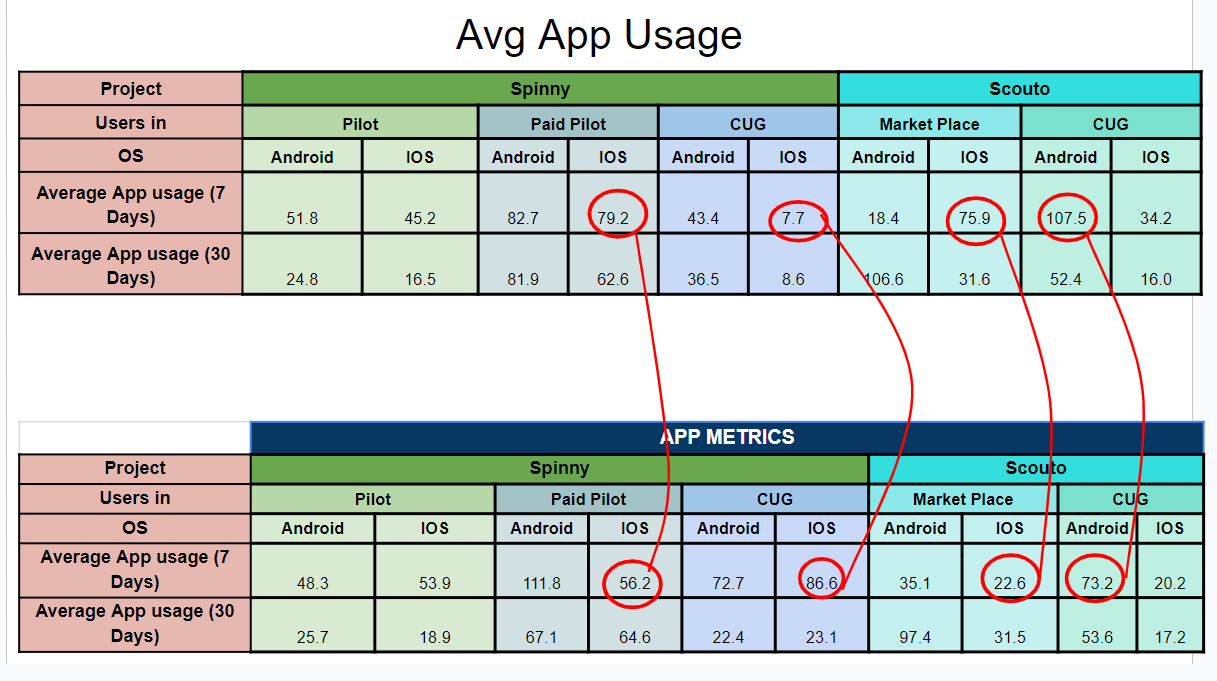 Avg App Usage
Project Spinny Scouto
Users in Pilot Paid Pilot CUG Market Place CUG
OS Android IOS Android IOS Android IOS Android IOS Android IOS
Average App usage (7
Days) 51.8 45.2 82.7 79.2 43.4 7.7 18.4 75.9 107.5 34.2
Average App usage (30
Days) 24.8 16.5 81.9 62.6 36.5 8.6 106.6 31.6 52.4 16.0
APP METRICS
Project Spinny Scouto
Users in Pilot Paid Pilot CUG Market Place CUG
OS Android IOS Android IOS Android IOS Android IOS Android IOS
Average App usage (7
Days) 48.3 53.9 111.8 56.2 72.7 86.6 35.1 22.6 73.2 20.2
Average App usage (30
Days) 25.7 18.9 67.1 64.6 22.4 23.1 97.4 31.5 53.6 17.2